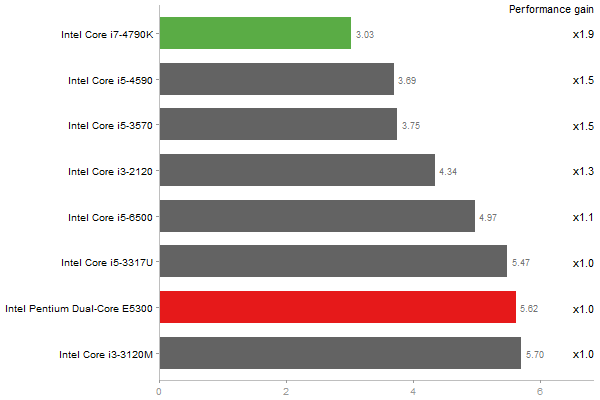 Performance gain
Intel Core i7-4790K 3.03 x1.9
Intel Core i5-4590 3.69 x1.5
Intel Core i5-3570 3.75 x1.5
Intel Core i3-2120 4.34 x1.3
Intel Core i5-6500 4.97 x1.1
Intel Core i5-3317U 5.47 x1.0
Intel Pentium Dual-Core E5300 5.62 x1.0
Intel Core i3-3120M 5.70 x1.0
0 2 4 6